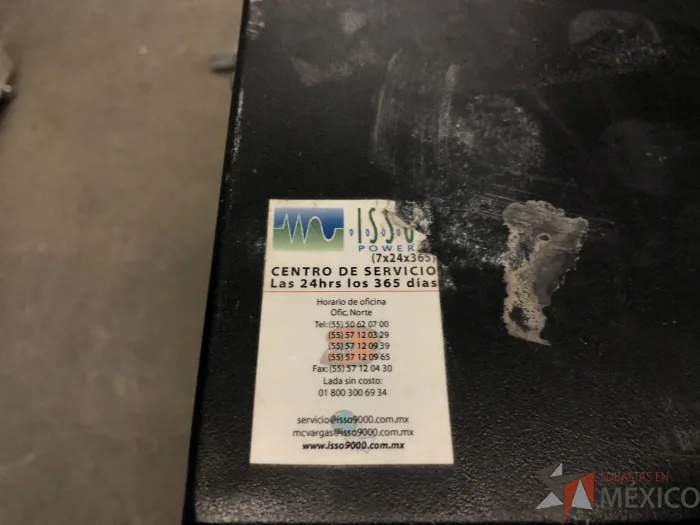 ISSO
POWER
(7x24x365)
CENTRO DE SERVICIO
Las 24hrs los 365 días
Horario de oficina
Ofic. Norte
Tel: (55) 50 62 07 00
(55) 57 12 03 29
(55) 57 12 09 39
(55) 57 12 09 65
Fax: (55) 57 12 04 30
Lada sin costo:
01 800 300 69 34
servicio@isso9000.com.mx
mcvargas@isso9000.com.mx
www.isso9000.com.mx
SUBASTAS EN
MÉXICO